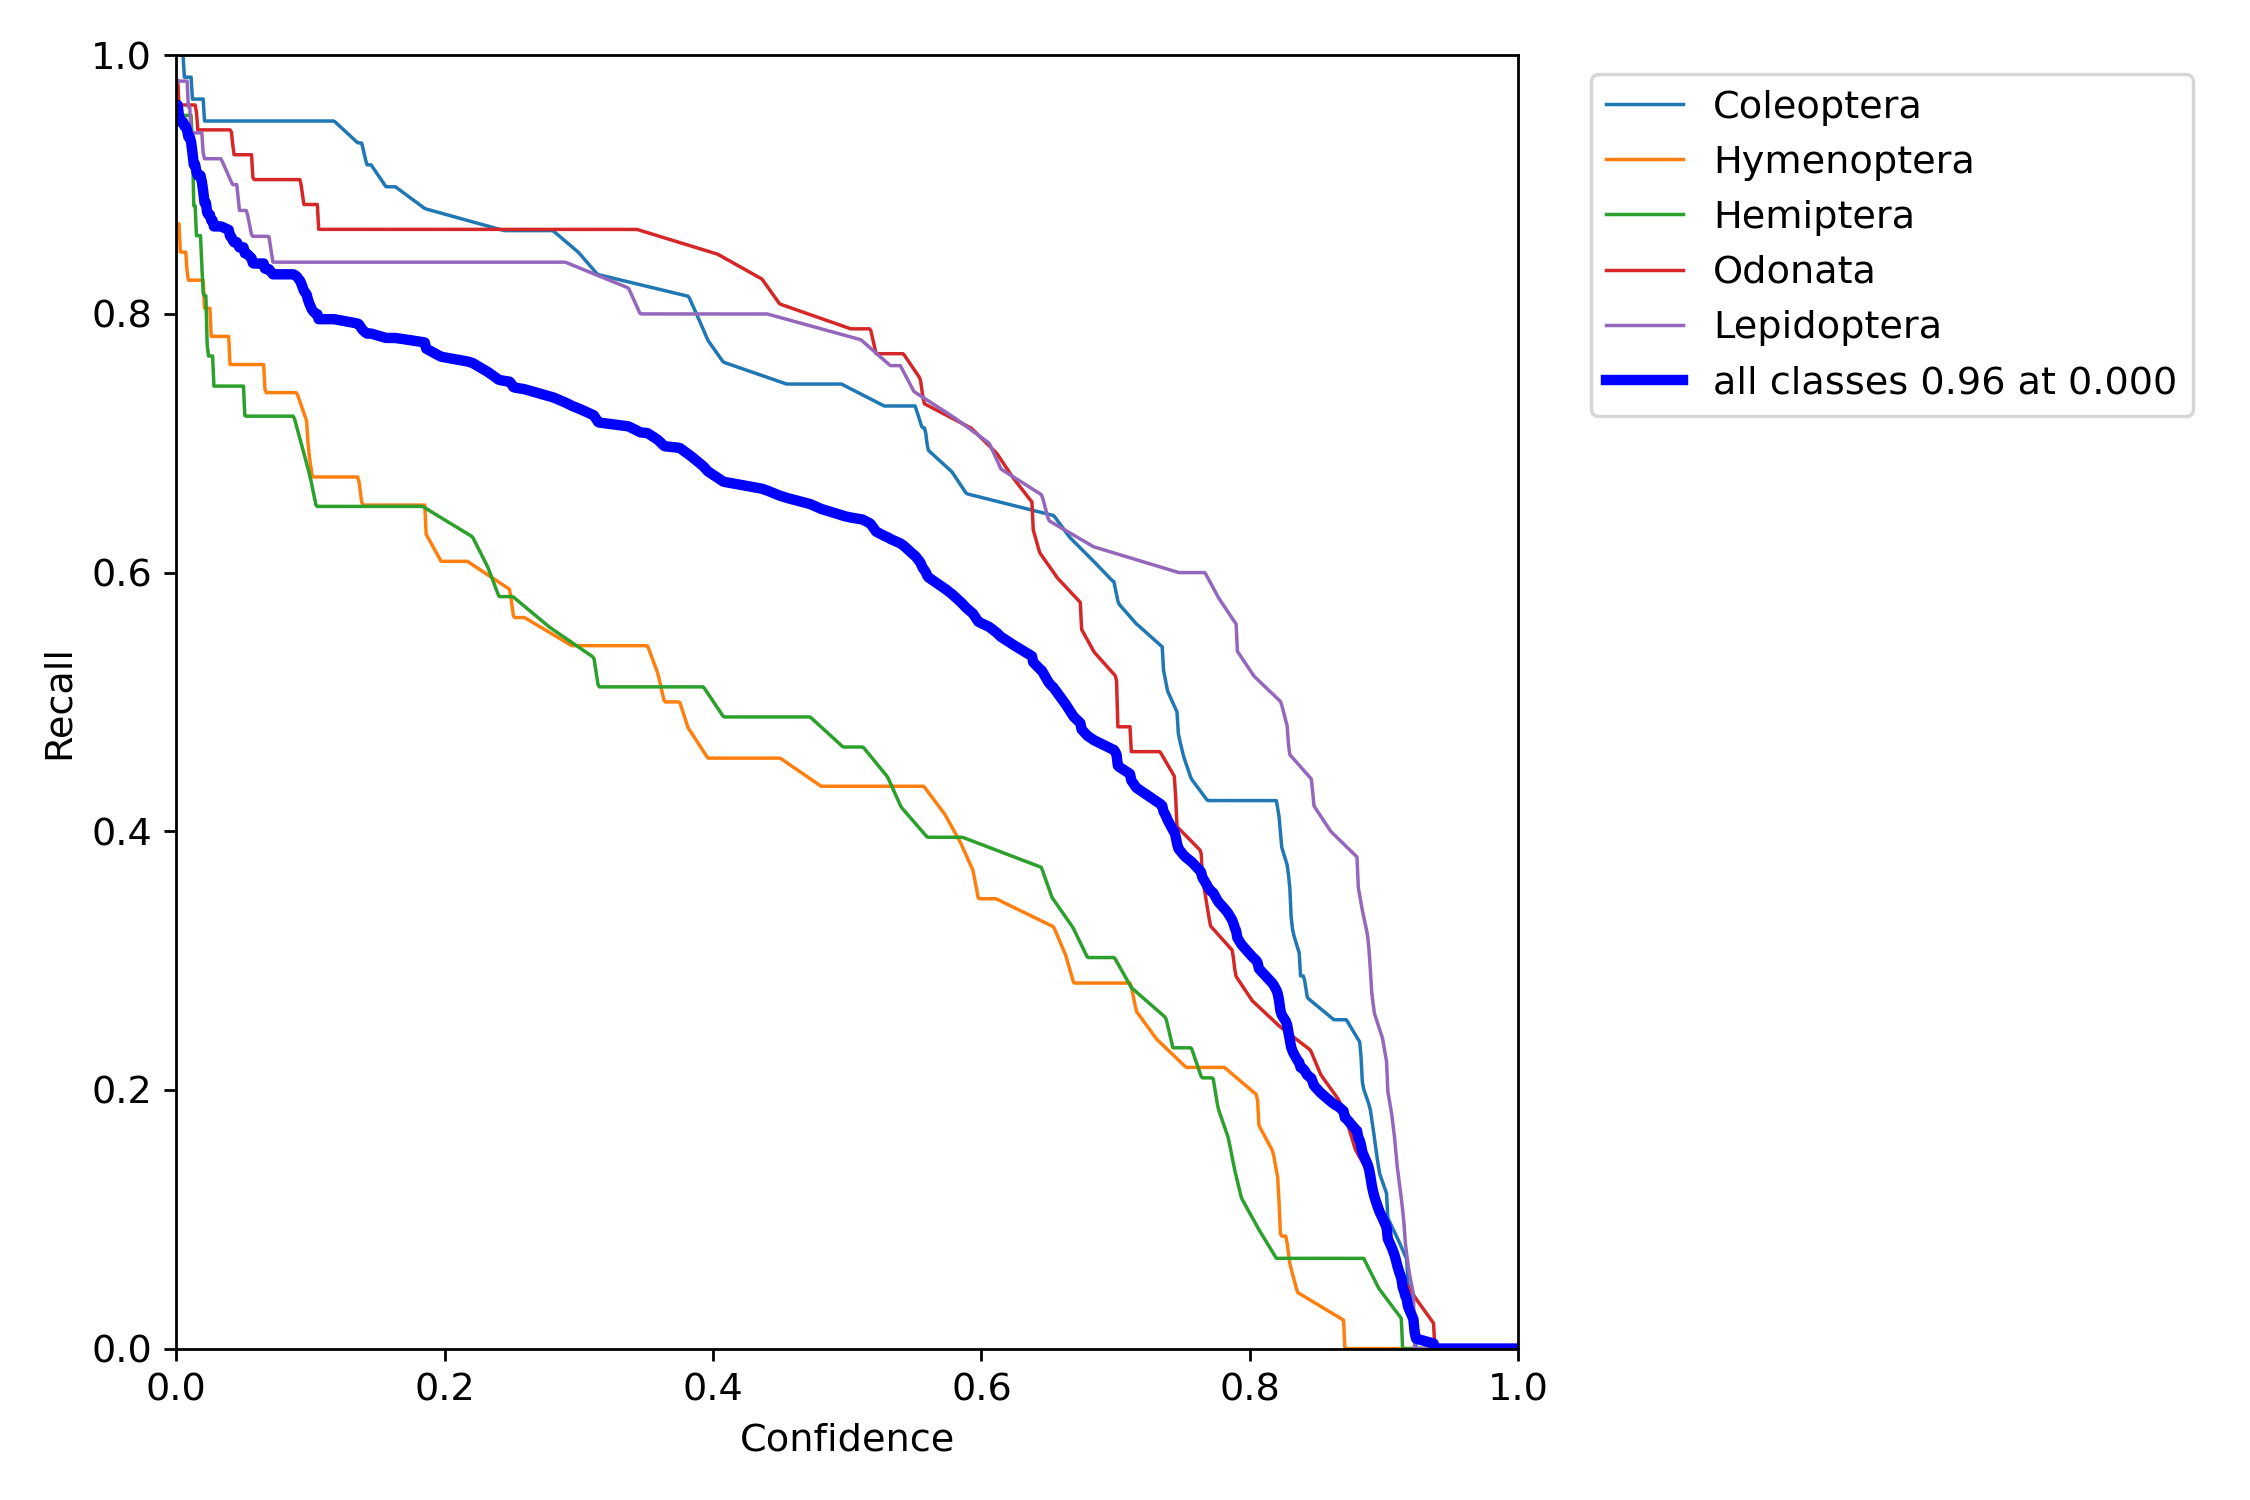 1.0
0.8
0.6
0.4
0.2
0.0
Recall
0.0 0.2 0.4 0.6 0.8 1.0
Confidence
Coleoptera
Hymenoptera
Hemiptera
Odonata
Lepidoptera
all classes 0.96 at 0.000